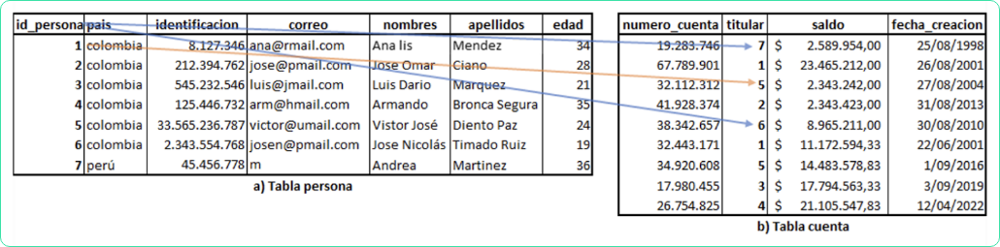 id_persona pais identificacion correo nombres apellidos edad
1 colombia 8.127.346 ana@rmail.com Ana lis Mendez 34
2 colombia 212.394.762 jose@pmail.com Jose Omar Ciano 28
3 colombia 545.232.546 luis@jmail.com Luis Dario Marquez 21
4 colombia 125.446.732 arm@hmail.com Armando Bronca Segura 35
5 colombia 33.565.236.787 victor@umail.com Vistor José Diento Paz 24
6 colombia 2.343.554.768 josen@pmail.com Jose Nicolás Timado Ruiz 19
7 perú 45.456.778 m Andrea Martinez 36
a) Tabla persona
numero_cuenta titular saldo fecha_creacion
19.283.746 7 $ 2.589.954,00 25/08/1998
67.789.901 1 $ 23.465.212,00 26/08/2001
32.112.312 5 $ 2.343.242,00 27/08/2004
41.928.374 2 $ 2.343.423,00 31/08/2013
38.342.657 6 $ 8.965.211,00 30/08/2010
32.443.171 1 $ 11.172.594,33 22/06/2001
34.920.608 5 $ 14.483.578,83 1/09/2016
17.980.455 3 $ 17.794.563,33 3/09/2019
26.754.825 4 $ 21.105.547,83 12/04/2022
b) Tabla cuenta